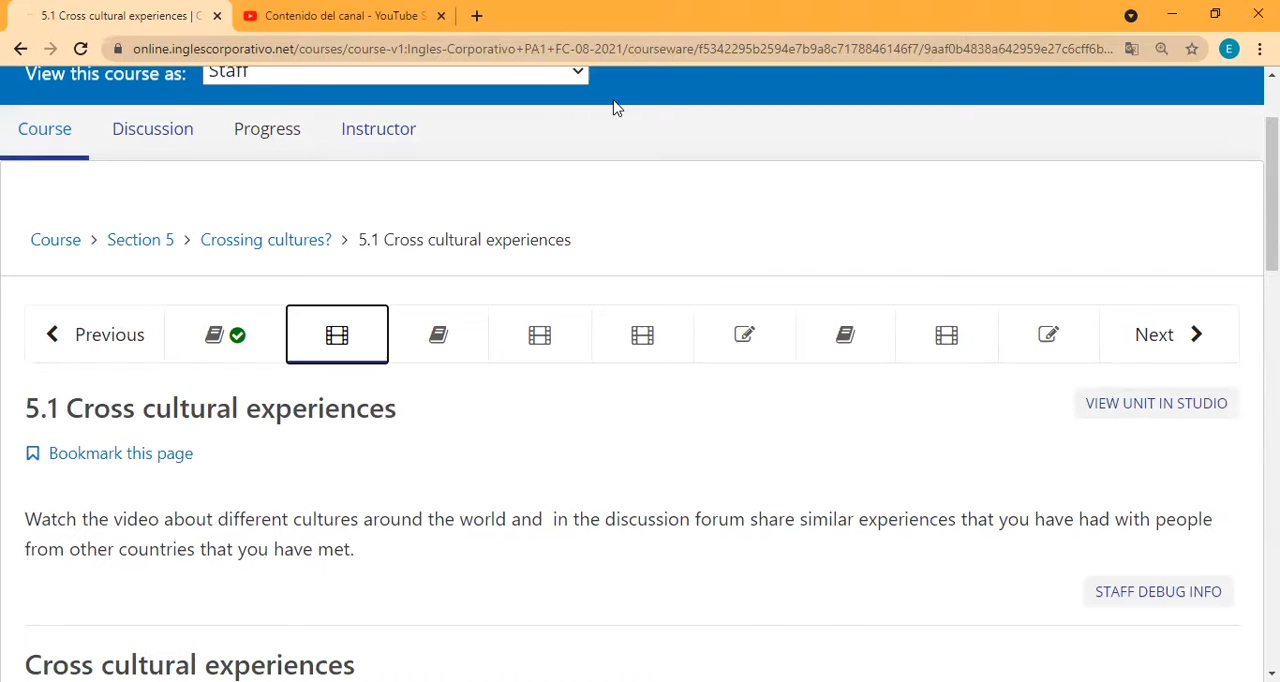 5.1 Cross cultural experiences | C
Contenido del canal - YouTube S
online.inglescorporativo.net/courses/course-v1:Ingles-Corporativo+PA1+FC-08-2021/courseware/f5342295b2594e7b9a8c7178846146f7/9aaf0b4838a642959e27c6cff6b...
E
View this course as:
Staff
Course
Discussion
Progress
Instructor
Course > Section 5 > Crossing cultures? > 5.1 Cross cultural experiences
Previous
Next
5.1 Cross cultural experiences
VIEW UNIT IN STUDIO
Bookmark this page
Watch the video about different cultures around the world and  in the discussion forum share similar experiences that you have had with people
from other countries that you have met.
STAFF DEBUG INFO
Cross cultural experiences